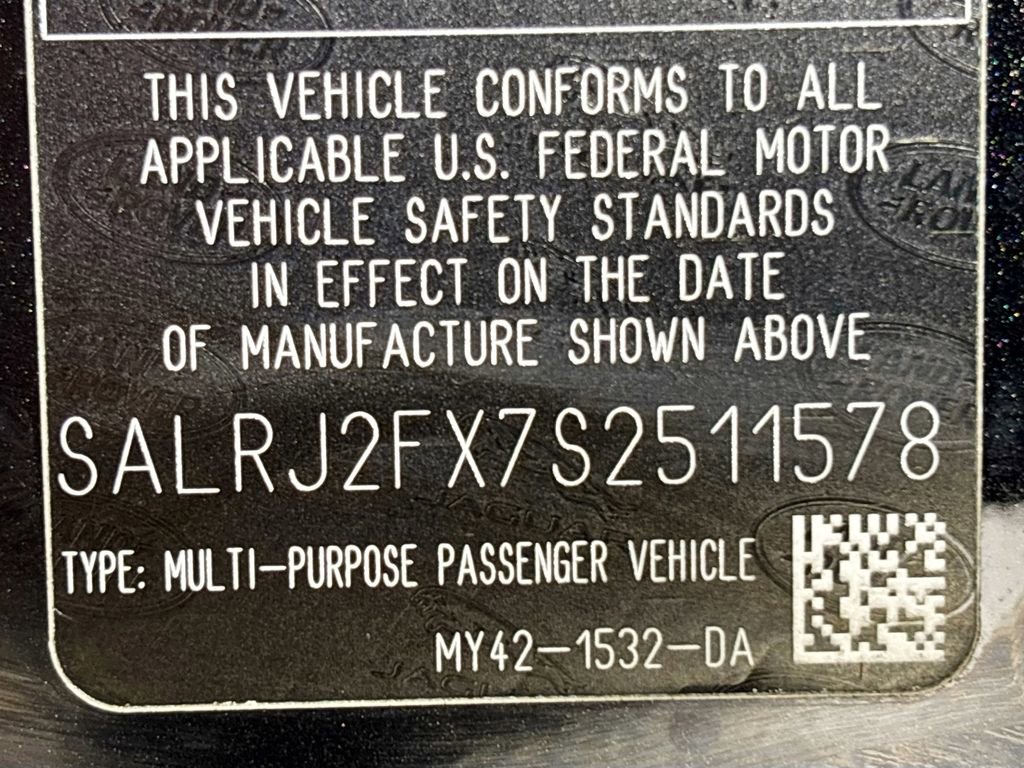 THIS VEHICLE CONFORMS TO ALL
APPLICABLE U.S. FEDERAL MOTOR
VEHICLE SAFETY STANDARDS
IN EFFECT ON THE DATE
OF MANUFACTURE SHOWN ABOVE
SALRJ2FX7S2511578
TYPE: MULTI-PURPOSE PASSENGER VEHICLE
MY42-1532-DA